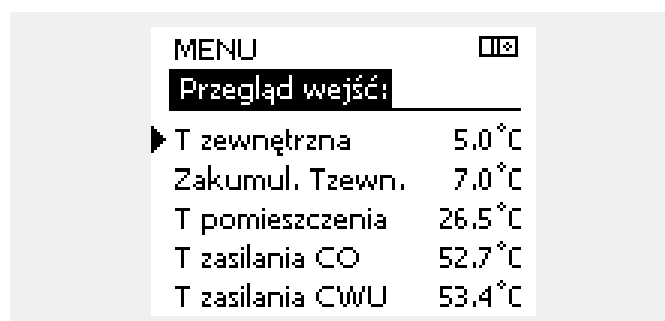 MENU
Przegląd wejść:
T zewnętrzna 5.0°C
Zakumul. Tzewn. 7.0°C
T pomieszczenia 26.5°C
T zasilania CO 52.7°C
T zasilania CWU 53.4°C